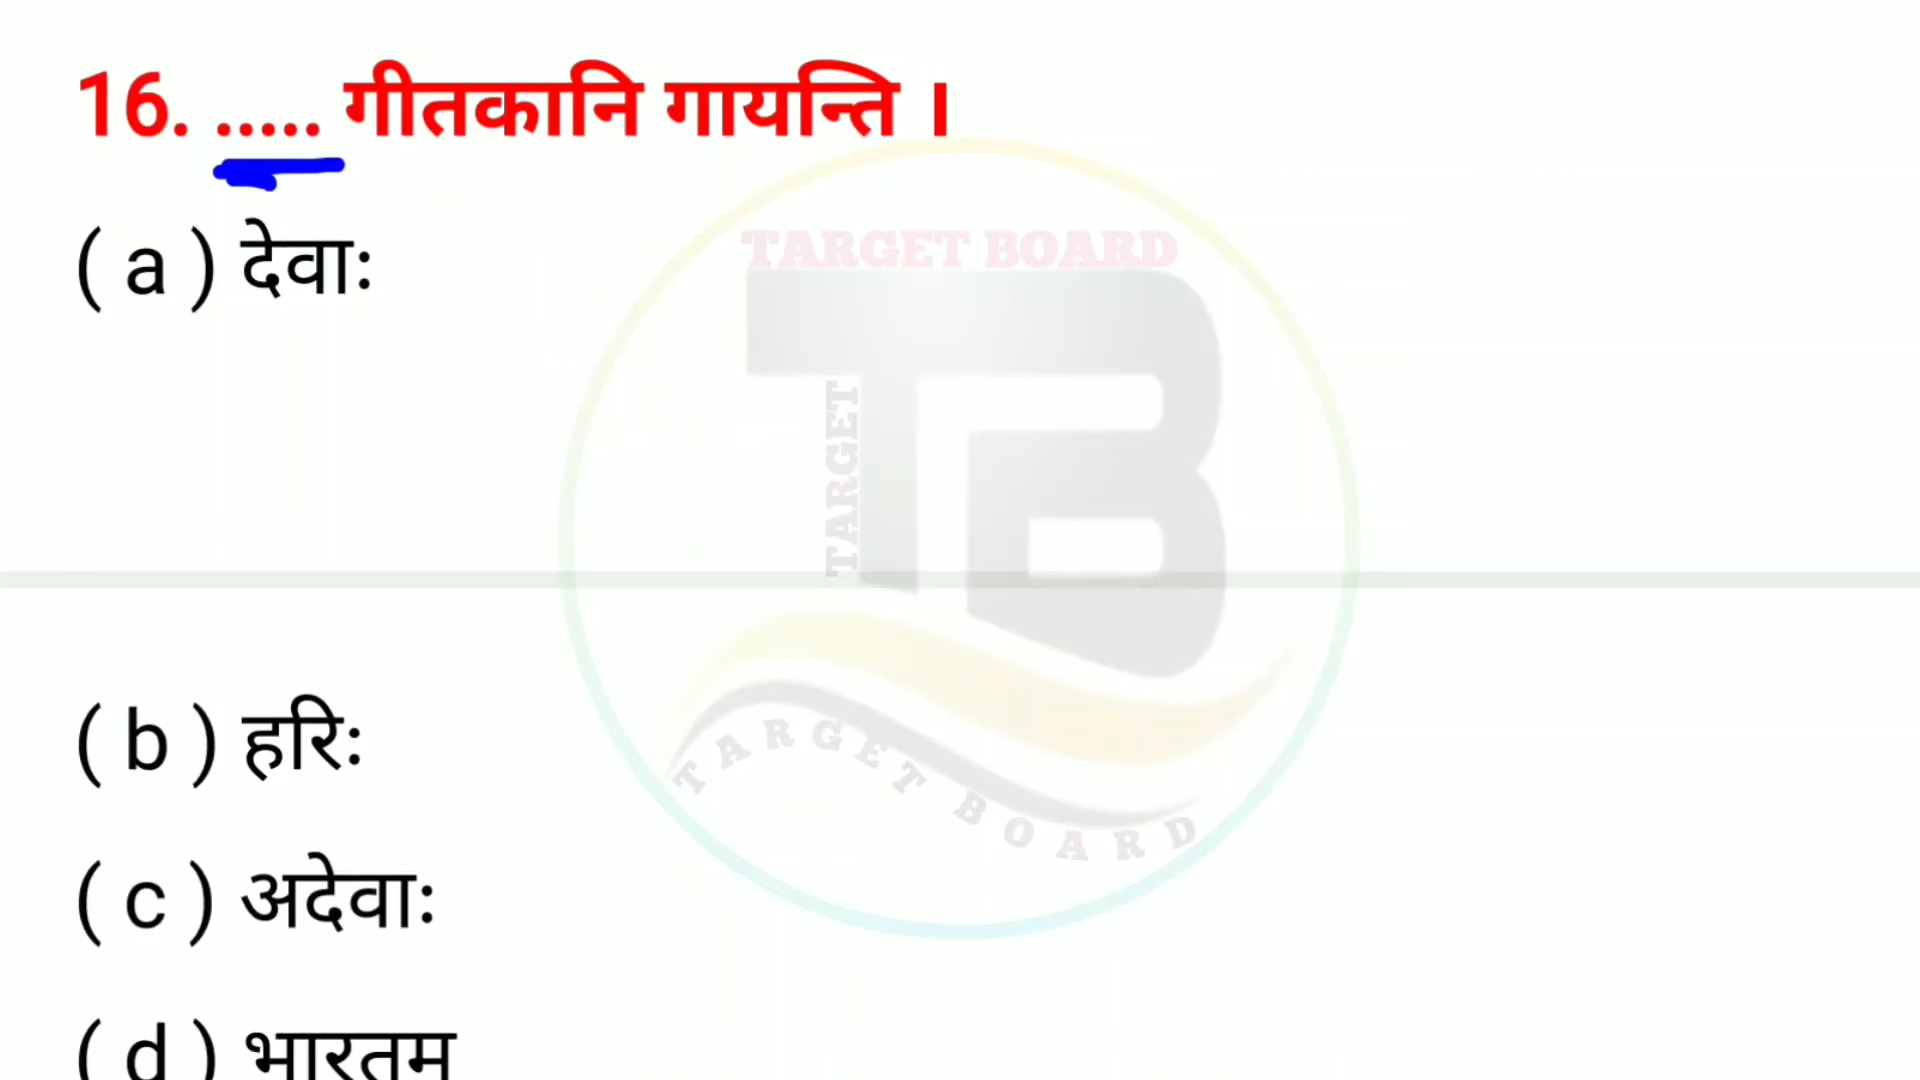 16. ..... गीतकानि गायन्ति ।
( a ) देवाः
TARGET BOARD
TARGET
( b ) हरिः
TARGET BOARD
( c ) अदेवाः
( d ) भारतम